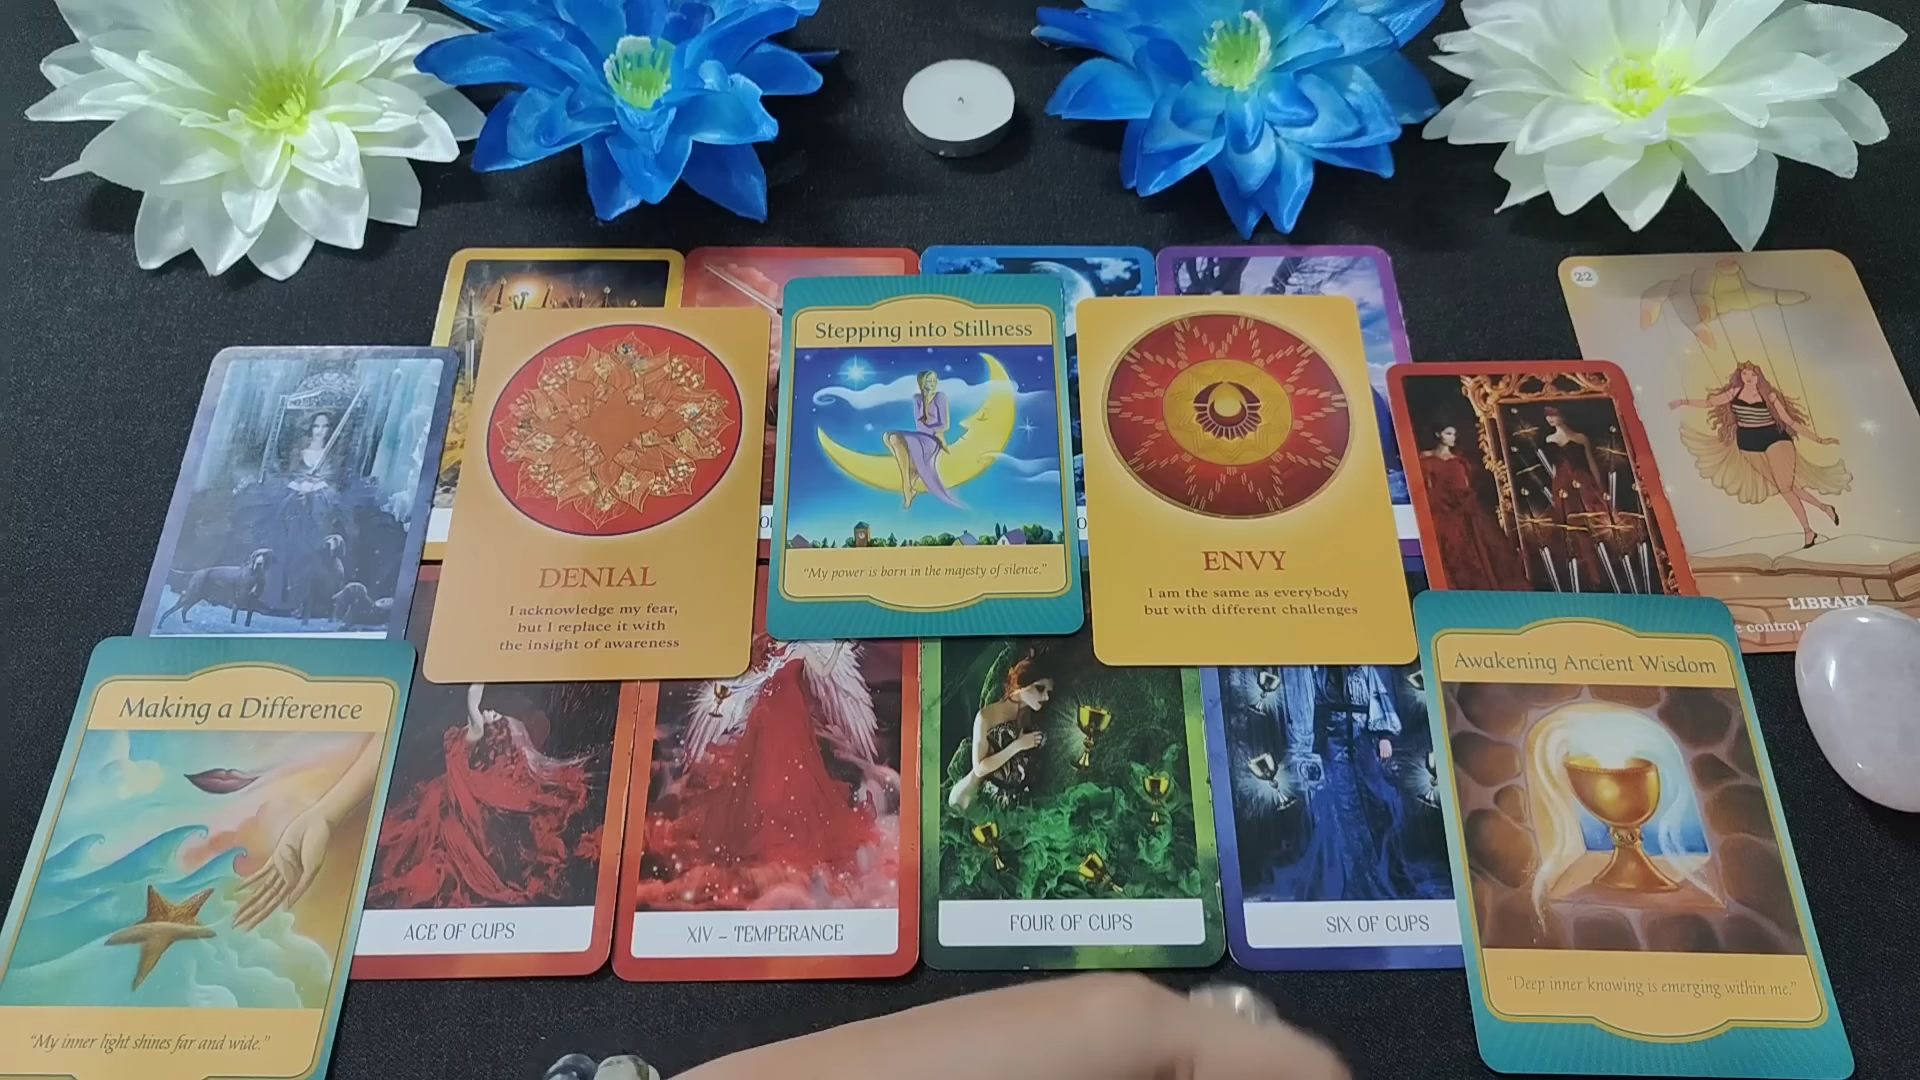 22
Stepping into Stillness
"My power is born in the majesty of silence."
DENIAL
I acknowledge my fear,
but I replace it with
the insight of awareness
ENVY
I am the same as everybody
but with different challenges
LIBRARY
control
Making a Difference
"My inner light shines far and wide."
Awakening Ancient Wisdom
"Deep inner knowing is emerging within me."
ACE OF CUPS
XIV – TEMPERANCE
FOUR OF CUPS
SIX OF CUPS